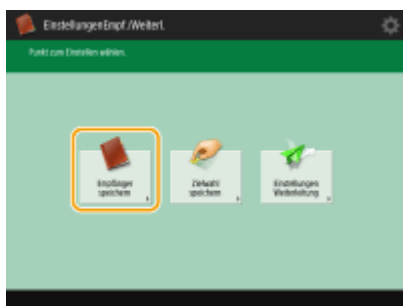 EinstellungenEmpf./Weiterl.
Punkt zum Einstellen wählen.
Empfänger
speichern
Zielwahl
speichern
Einstellungen
Weiterleitung